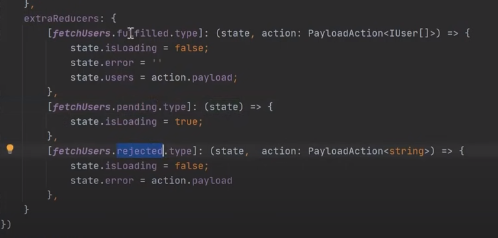 },
extraReducers: {
[fetchUsers.fulfilled.type]: (state, action: PayloadAction<IUser[]>) => {
state.isLoading = false;
state.error = ''
state.users = action.payload;
},
[fetchUsers.pending.type]: (state) => {
state.isLoading = true;
},
[fetchUsers.rejected.type]: (state,  action: PayloadAction<string>) => {
state.isLoading = false;
state.error = action.payload
},
}
})